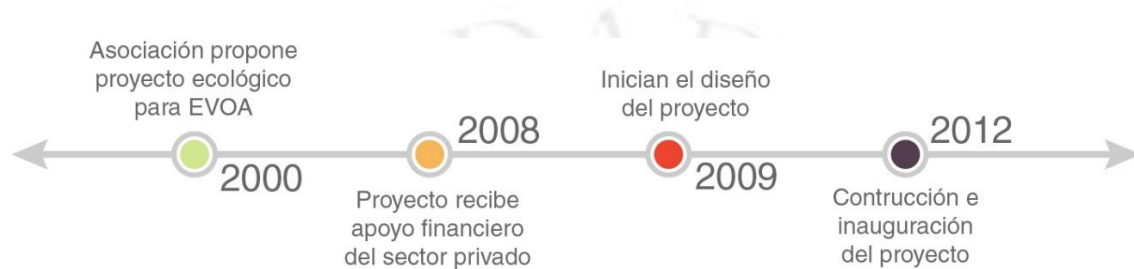 Asociación propone
proyecto ecológico
para EVOA
2000
2008
Proyecto recibe
apoyo financiero
del sector privado
Inician el diseño
del proyecto
2009
2012
Contrucción e
inauguración
del proyecto